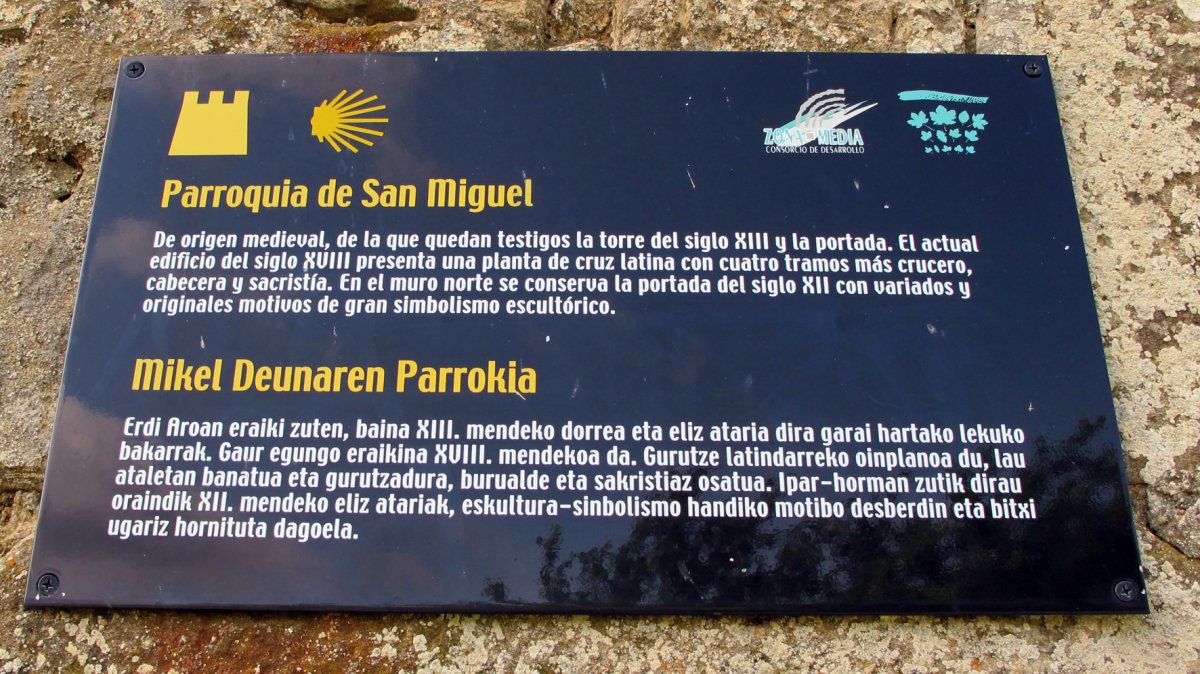 ZONA MEDIA
CONSORCIO DE DESARROLLO
Parroquia de San Miguel
De origen medieval, de la que quedan testigos la torre del siglo XIII y la portada. El actual
edificio del siglo XVIII presenta una planta de cruz latina con cuatro tramos más crucero,
cabecera y sacristía. En el muro norte se conserva la portada del siglo XII con variados y
originales motivos de gran simbolismo escultórico.
Mikel Deunaren Parrokia
Erdi Aroan eraiki zuten, baina XIII. mendeko dorrea eta eliz ataria dira garai hartako lekuko
bakarrak. Gaur egungo eraikina XVIII. mendekoa da. Gurutze latindarreko oinplanoa du, lau
ataletan banatua eta gurutzadura, burualde eta sakristiaz osatua. Ipar-horman zutik dirau
oraindik XII. mendeko eliz atariak, eskultura-sinbolismo handiko motibo desberdin eta bitxi
ugariz hornituta dagoela.